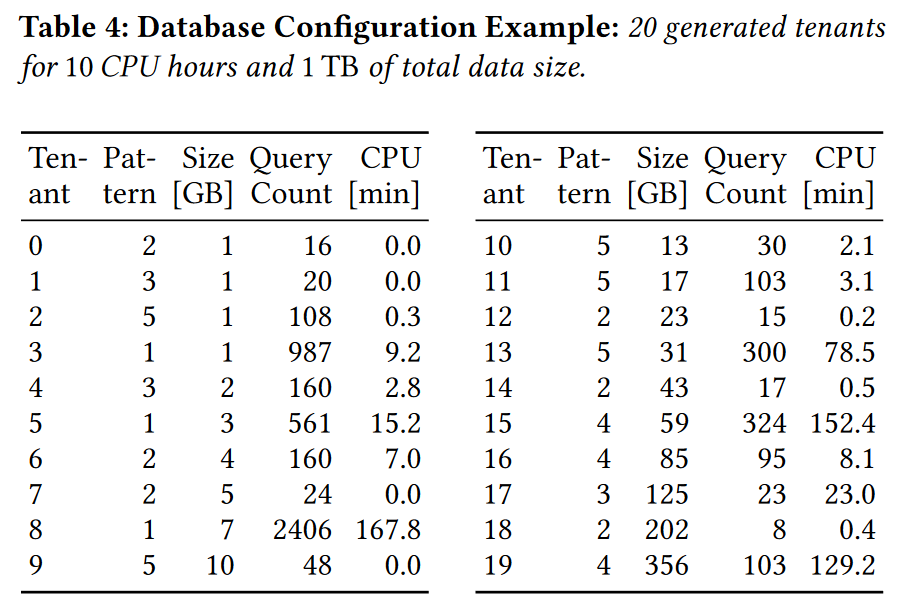 Table 4: Database Configuration Example: 20 generated tenants
for 10 CPU hours and 1 TB of total data size.
Ten- Pat- Size Query CPU
ant tern [GB] Count [min]
0 2 1 16 0.0
1 3 1 20 0.0
2 5 1 108 0.3
3 1 1 987 9.2
4 3 2 160 2.8
5 1 3 561 15.2
6 2 4 160 7.0
7 2 5 24 0.0
8 1 7 2406 167.8
9 5 10 48 0.0
Ten- Pat- Size Query CPU
ant tern [GB] Count [min]
10 5 13 30 2.1
11 5 17 103 3.1
12 2 23 15 0.2
13 5 31 300 78.5
14 2 43 17 0.5
15 4 59 324 152.4
16 4 85 95 8.1
17 3 125 23 23.0
18 2 202 8 0.4
19 4 356 103 129.2